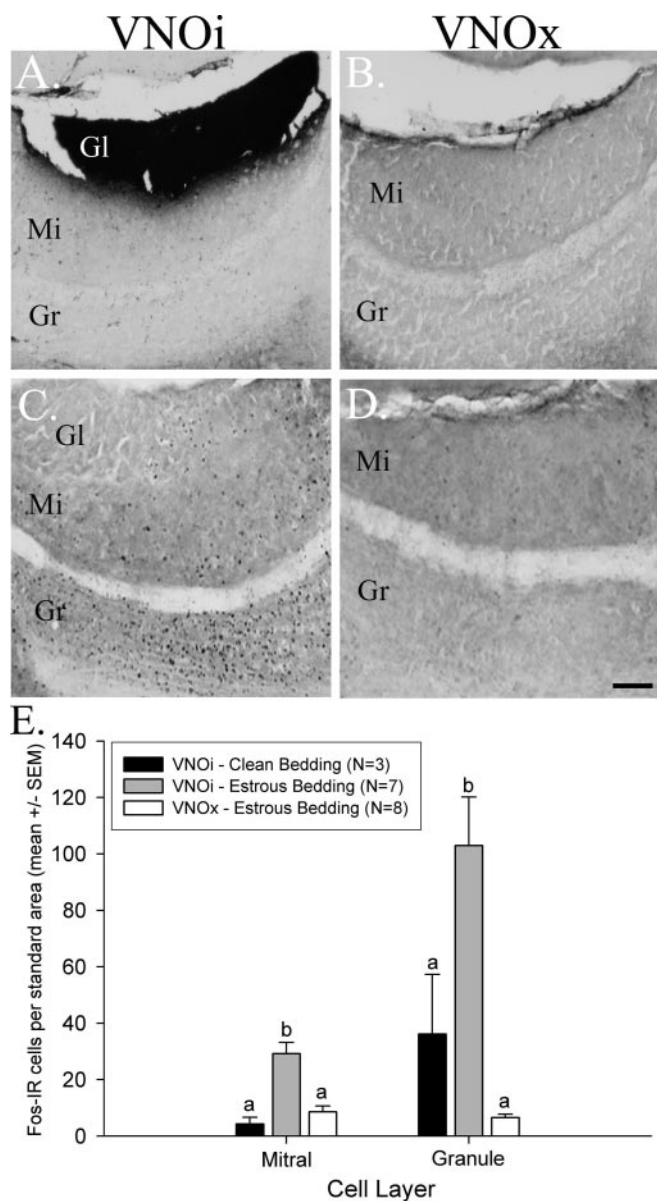 VNOi VNOx
A. B.
Gl
Mi Mi
Gr Gr
C. D.
Gl
Mi Mi
Gr Gr
E.
140
120
100
80
60
40
20
0
Fos-IR cells per standard area (mean +/- SEM)
VNOi - Clean Bedding (N=3)
VNOi - Estrous Bedding (N=7)
VNOx - Estrous Bedding (N=8)
a b a a b a
Mitral Granule
Cell Layer